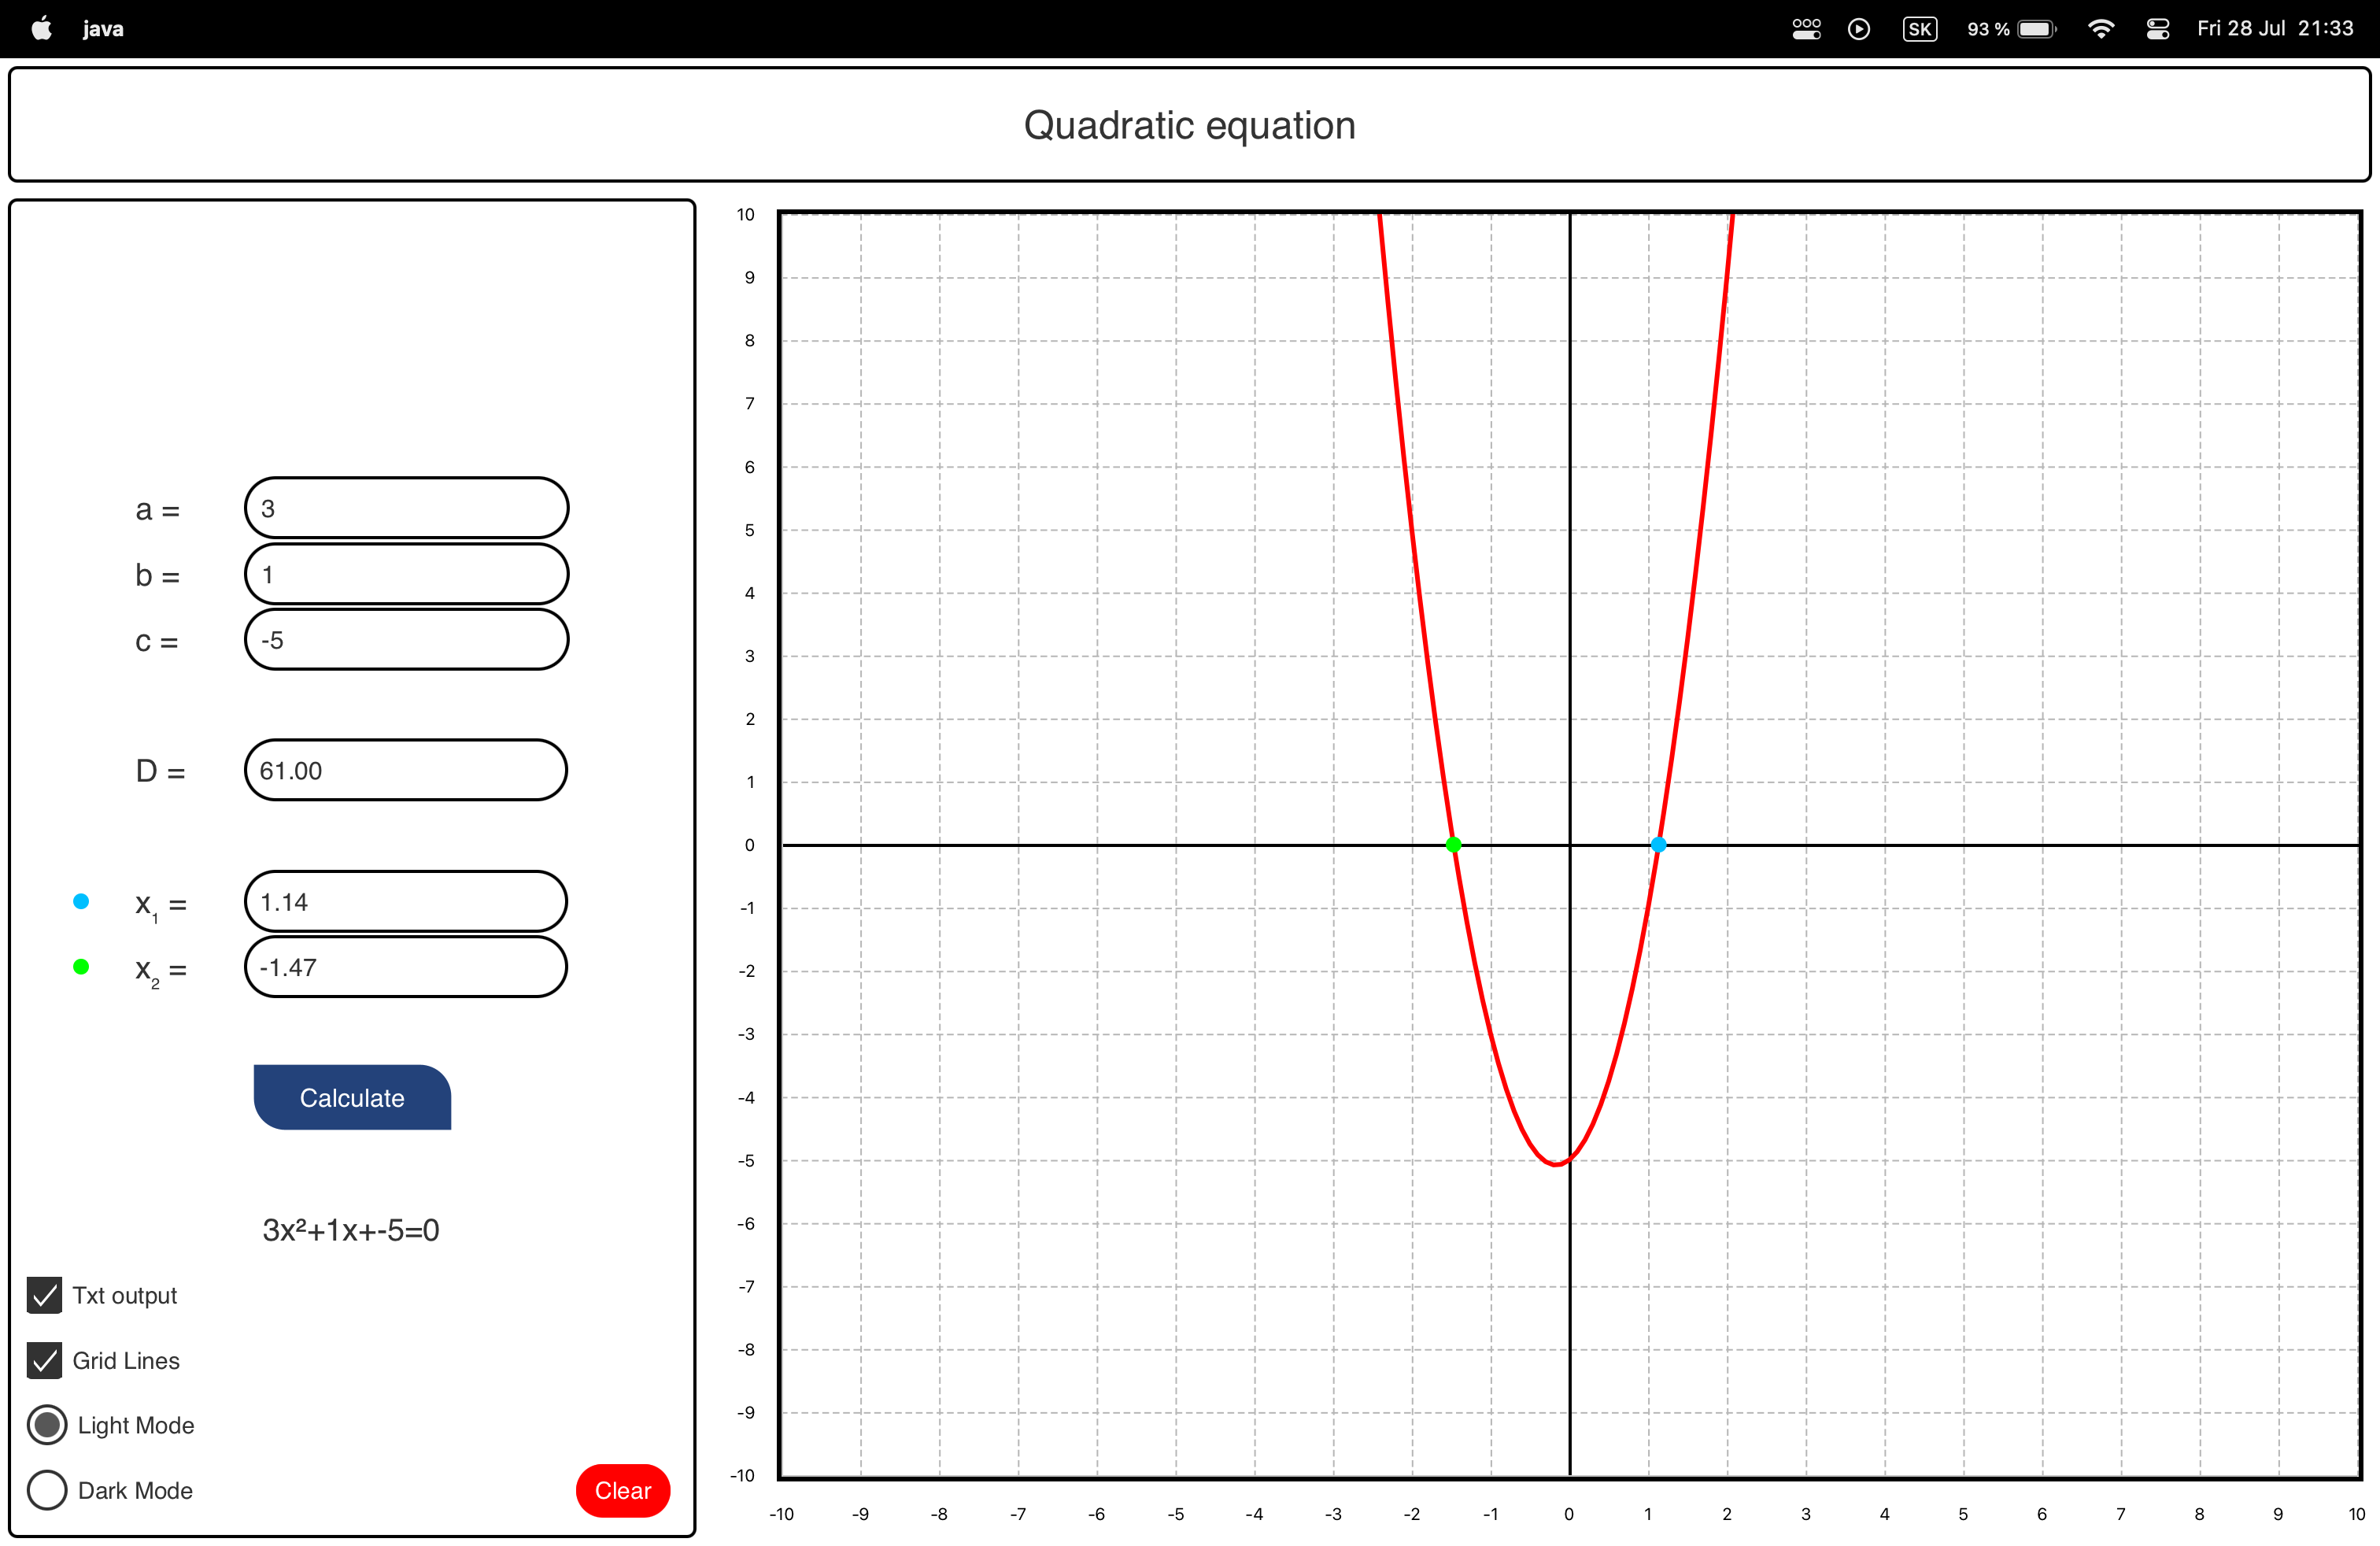 java
SK 93 % Fri 28 Jul 21:33
Quadratic equation
a = 3
b = 1
c = -5
D = 61.00
x₁ = 1.14
x₂ = -1.47
Calculate
3x²+1x+-5=0
Txt output
Grid Lines
Light Mode
Dark Mode
Clear
10
9
8
7
6
5
4
3
2
1
0
-1
-2
-3
-4
-5
-6
-7
-8
-9
-10
-10 -9 -8 -7 -6 -5 -4 -3 -2 -1 0 1 2 3 4 5 6 7 8 9 10